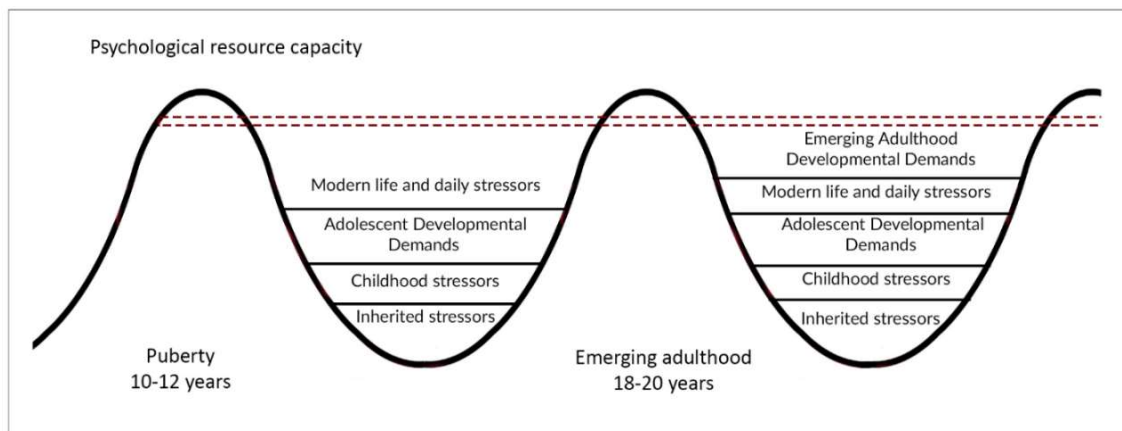 Psychological resource capacity
Modern life and daily stressors
Adolescent Developmental
Demands
Childhood stressors
Inherited stressors
Emerging Adulthood
Developmental Demands
Modern life and daily stressors
Adolescent Developmental
Demands
Childhood stressors
Inherited stressors
Puberty
10-12 years
Emerging adulthood
18-20 years